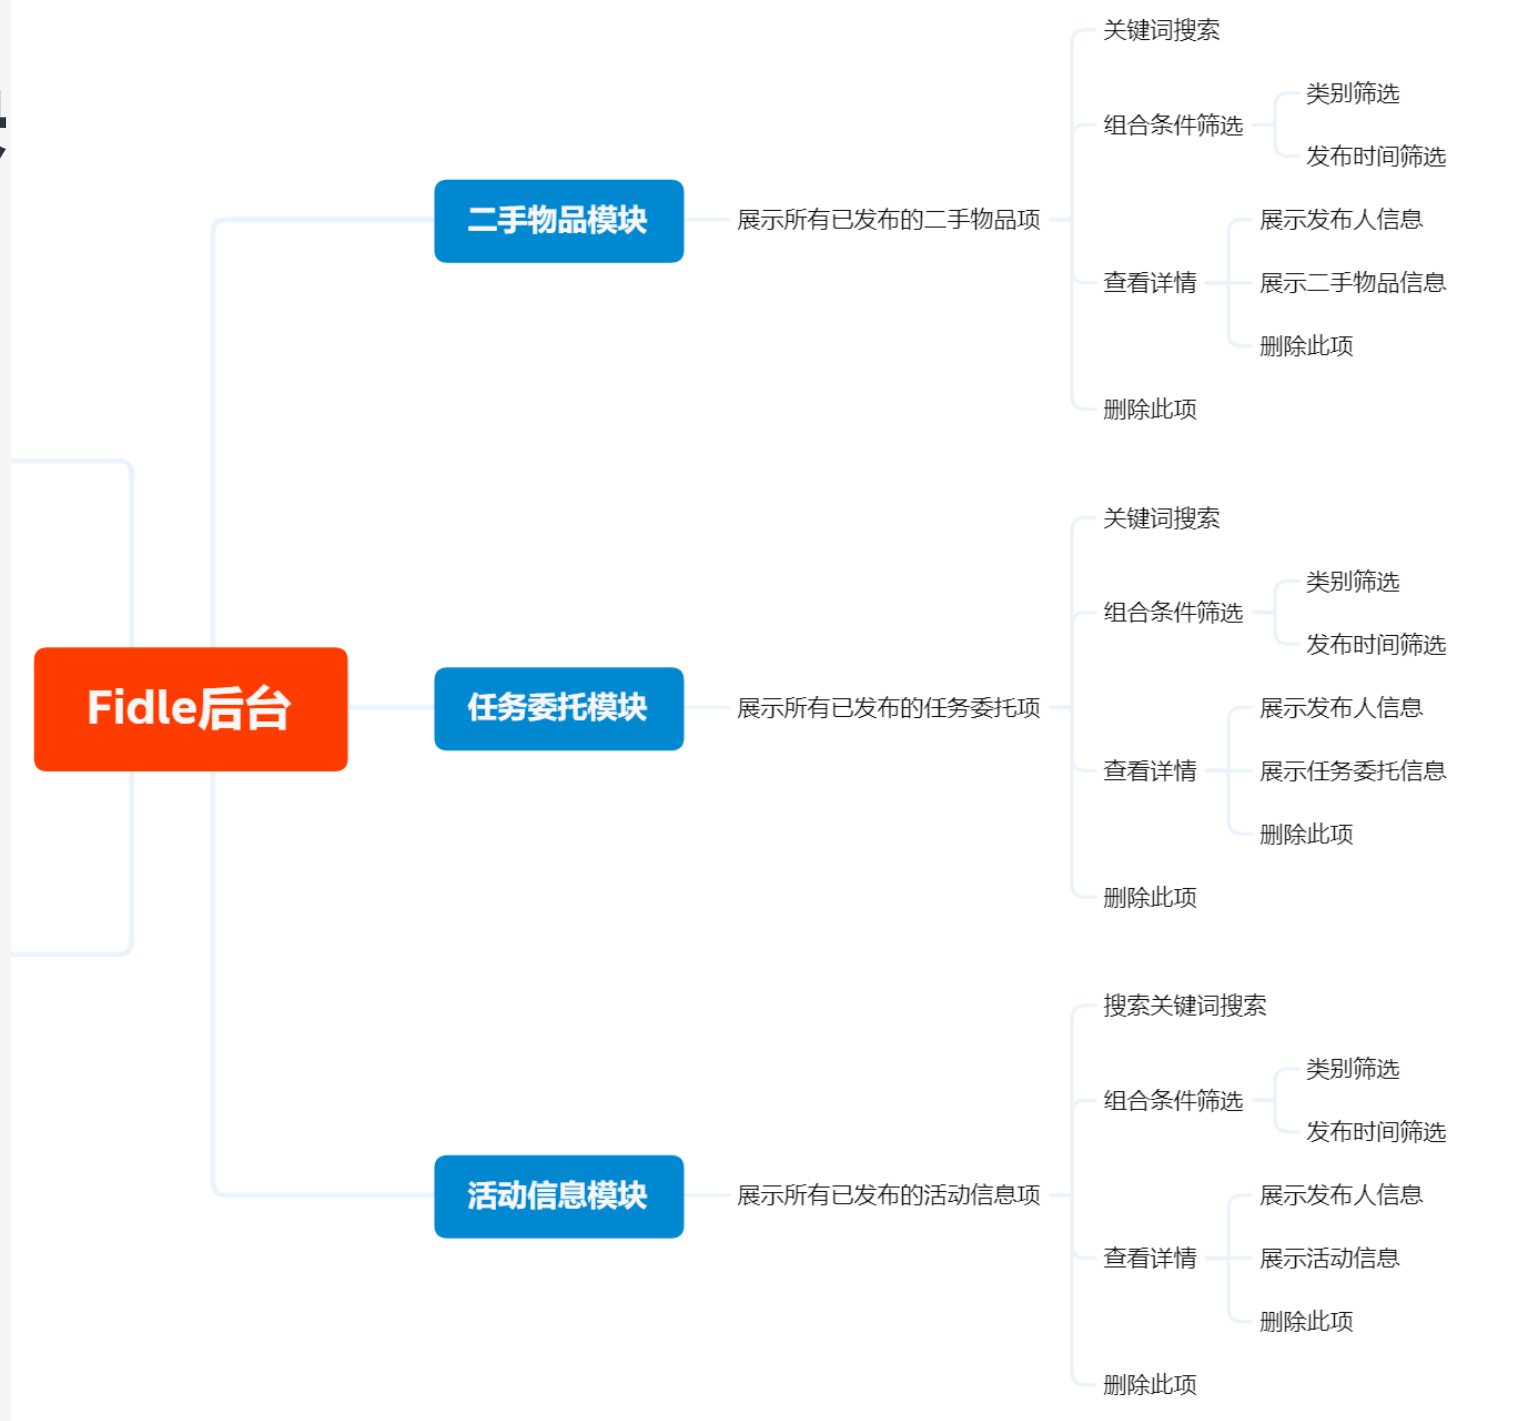 Fidle后台
二手物品模块
展示所有已发布的二手物品项
关键词搜索
组合条件筛选
类别筛选
发布时间筛选
查看详情
展示发布人信息
展示二手物品信息
删除此项
删除此项
任务委托模块
展示所有已发布的任务委托项
关键词搜索
组合条件筛选
类别筛选
发布时间筛选
查看详情
展示发布人信息
展示任务委托信息
删除此项
删除此项
活动信息模块
展示所有已发布的活动信息项
搜索关键词搜索
组合条件筛选
类别筛选
发布时间筛选
查看详情
展示发布人信息
展示活动信息
删除此项
删除此项